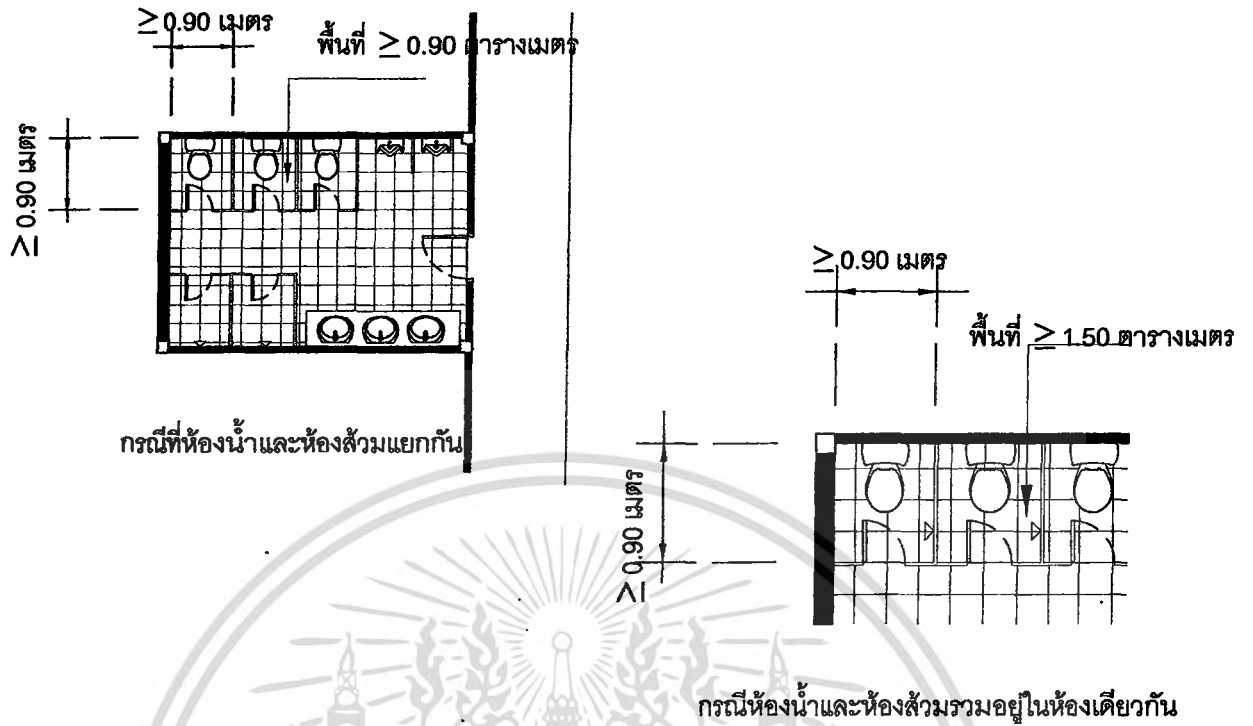 ≥ 0.90 เมตร
พื้นที่ ≥ 0.90 ตารางเมตร
≥ 0.90 เมตร
กรณีที่ห้องน้ำและห้องส้วมแยกกัน
≥ 0.90 เมตร
พื้นที่ ≥ 1.50 ตารางเมตร
≥ 0.90 เมตร
กรณีห้องน้ำและห้องส้วมรวมอยู่ในห้องเดียวกัน